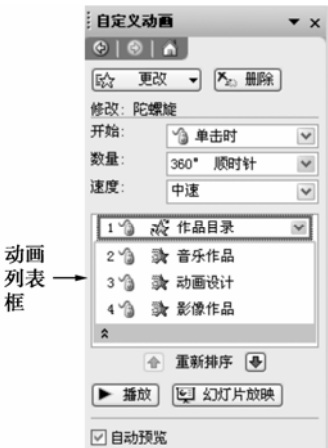 自定义动画
更改 删除
修改: 陀螺旋
开始: 单击时
数量: 360° 顺时针
速度: 中速
1 作品目录
2 音乐作品
3 动画设计
4 影像作品
动画
列表
框
重新排序
播放 幻灯片放映
自动预览